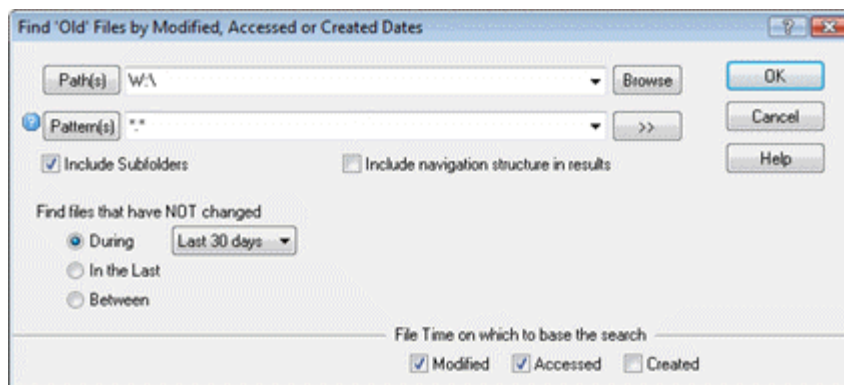 Find 'Old' Files by Modified, Accessed or Created Dates
Path(s) W:\ Browse OK
Pattern(s) *.* >> Cancel
Include Subfolders Include navigation structure in results Help
Find files that have NOT changed
During Last 30 days
In the Last
Between
File Time on which to base the search
Modified Accessed Created